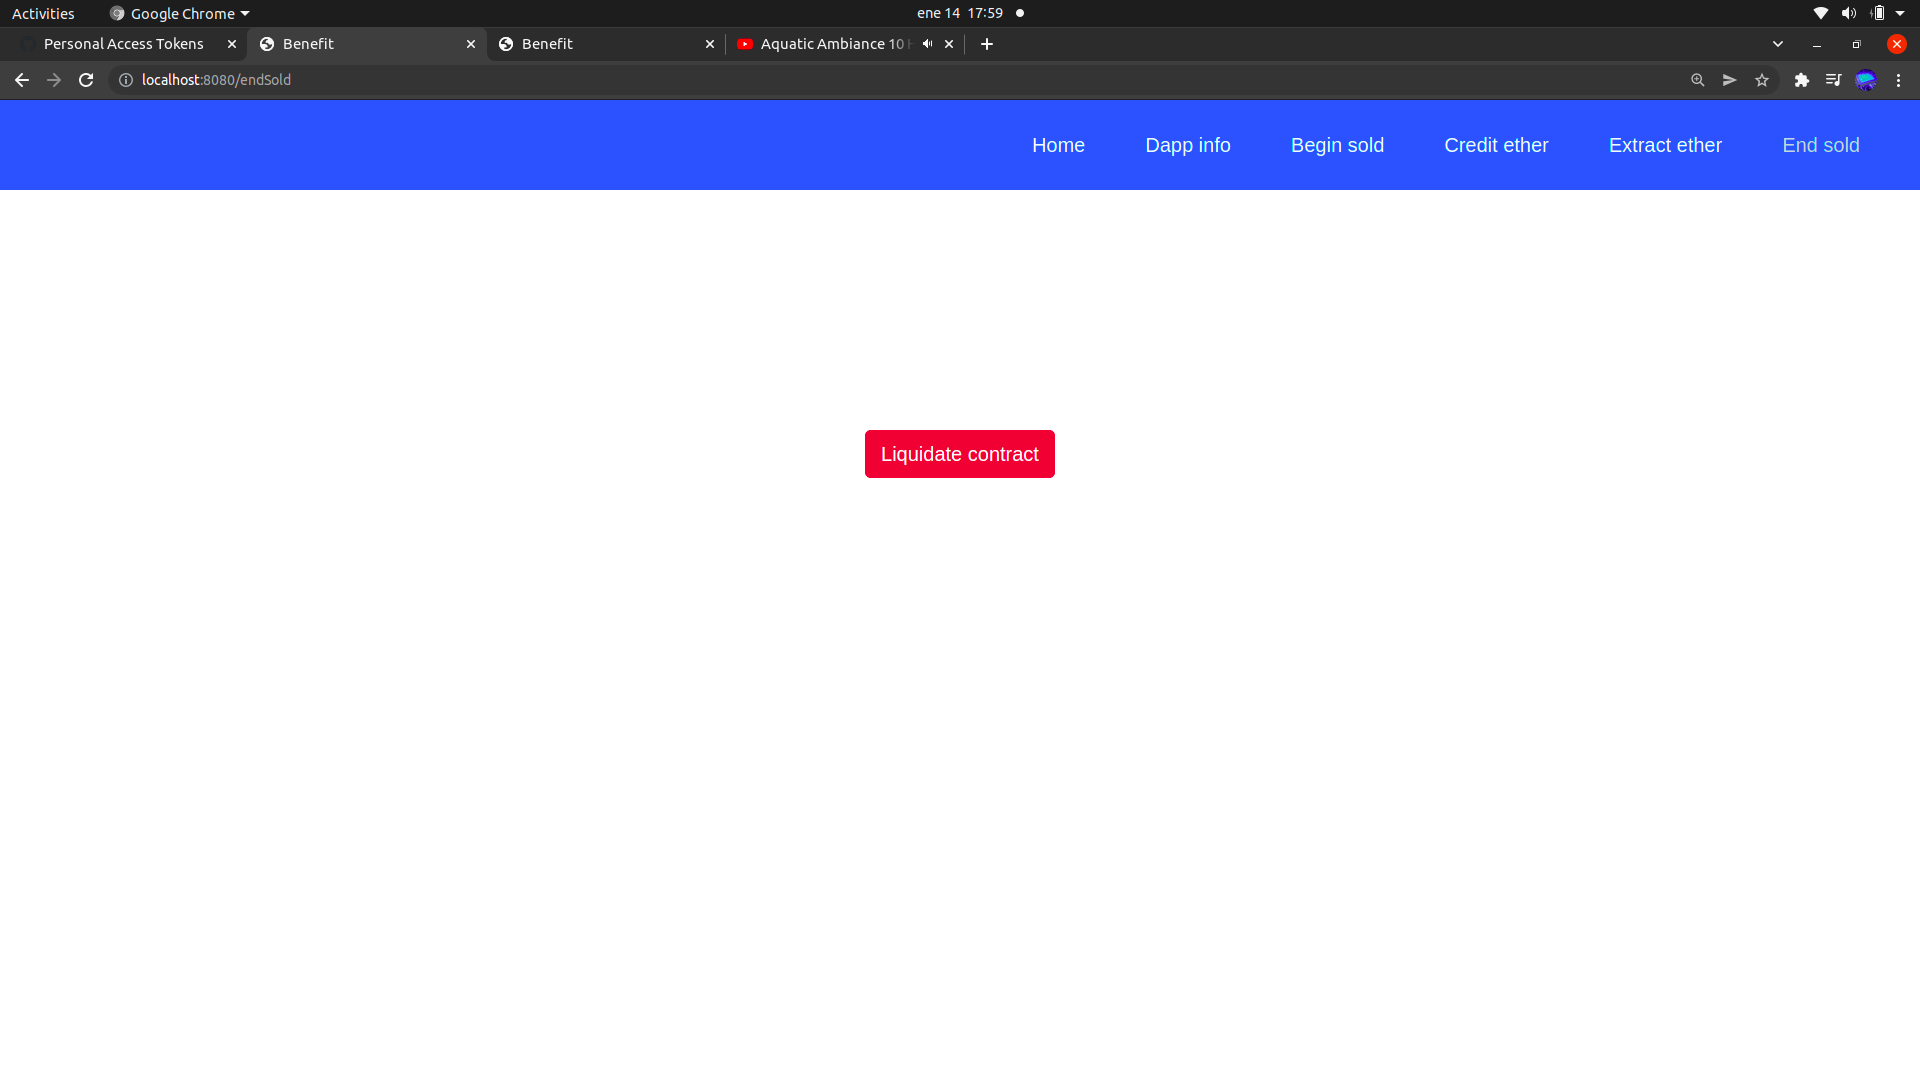 Activities
Google Chrome
ene 14 17:59
Personal Access Tokens
Benefit
Benefit
Aquatic Ambiance 10
localhost:8080/endSold
Home
Dapp info
Begin sold
Credit ether
Extract ether
End sold
Liquidate contract